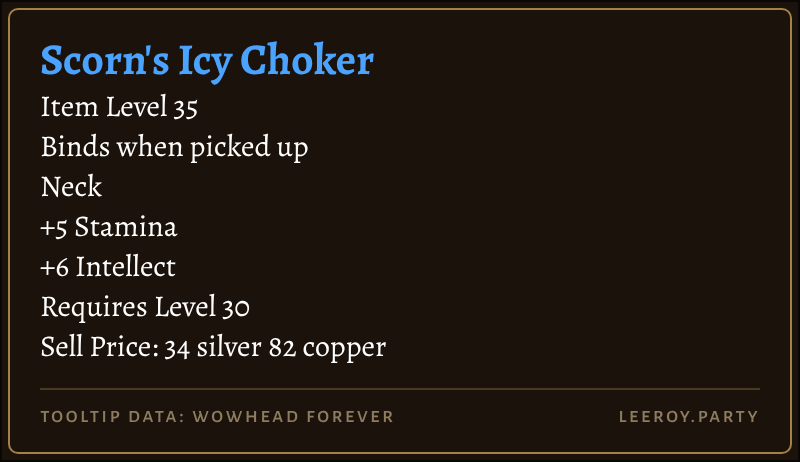 Scorn's Icy Choker
Item Level 35
Binds when picked up
Neck
+5 Stamina
+6 Intellect
Requires Level 30
Sell Price: 34 silver 82 copper
TOOLTIP DATA: WOWHEAD FOREVER
LEEROY.PARTY